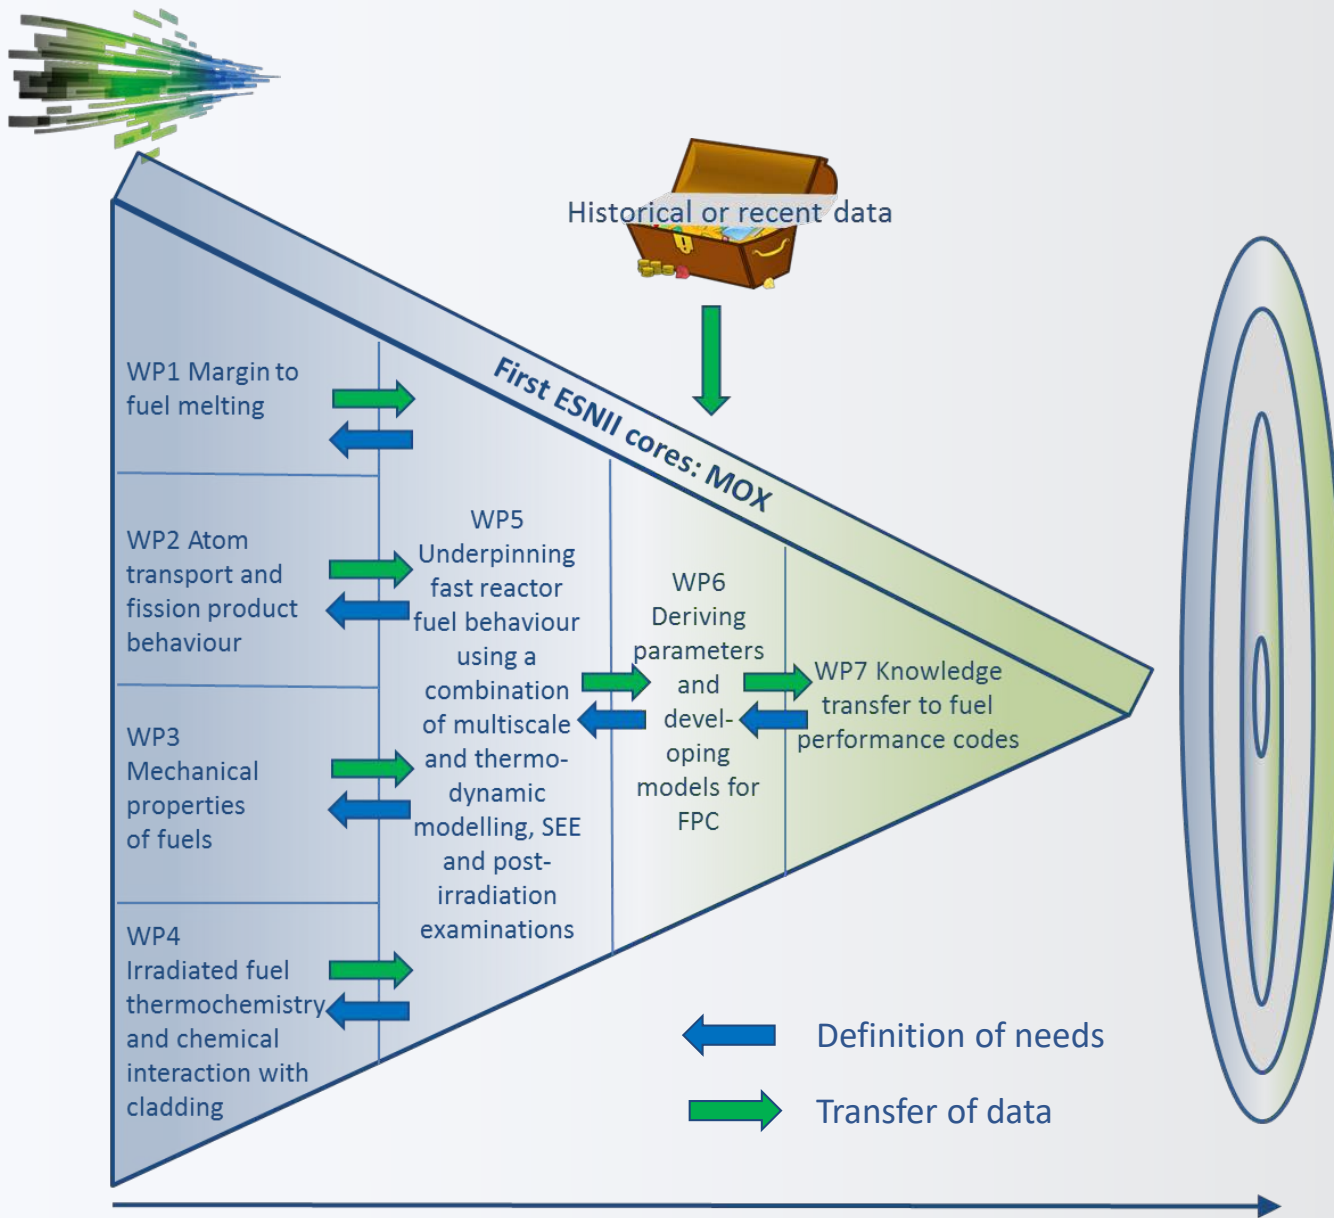 Historical or recent data
First ESNII cores: MOX
WP1 Margin to
fuel melting
WP2 Atom
transport and
fission product
behaviour
WP3
Mechanical
properties
of fuels
WP4
Irradiated fuel
thermochemistry
and chemical
interaction with
cladding
WP5
Underpinning
fast reactor
fuel behaviour
using a
combination
of multiscale
and thermo-
dynamic
modelling, SEE
and post-
irradiation
examinations
WP6
Deriving
parameters
and
devel-
oping
models for
FPC
WP7 Knowledge
transfer to fuel
performance codes
Definition of needs
Transfer of data